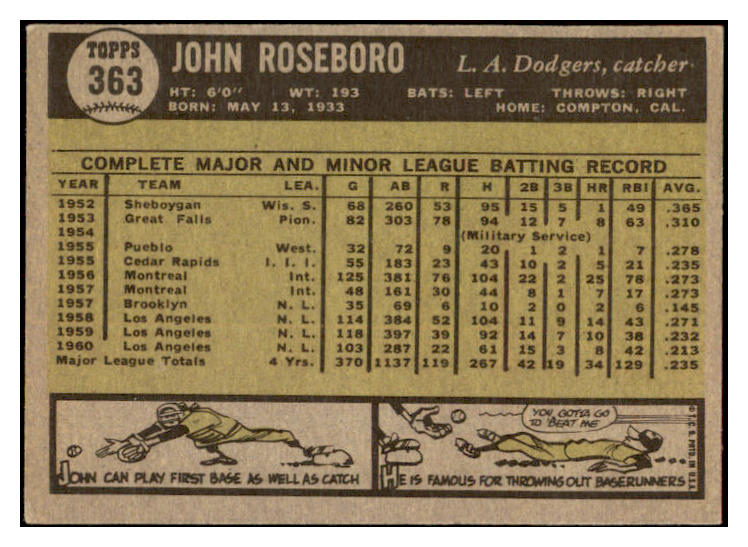 TOPPS
363
JOHN ROSEBORO
L. A. Dodgers, catcher
HT: 6'0" WT: 193 BATS: LEFT THROWS: RIGHT
BORN: MAY 13, 1933 HOME: COMPTON, CAL.
COMPLETE MAJOR AND MINOR LEAGUE BATTING RECORD
YEAR TEAM LEA. G AB R H 2B 3B HR RBI AVG.
1952 Sheboygan Wis. S. 68 260 53 95 15 5 1 49 .365
1953 Great Falls Pion. 82 303 78 94 12 7 8 63 .310
1954 (Military Service)
1955 Pueblo West. 32 72 9 20 1 2 1 7 .278
1955 Cedar Rapids I. I. I. 55 183 23 43 10 2 5 21 .235
1956 Montreal Int. 125 381 76 104 22 2 25 78 .273
1957 Montreal Int. 48 161 30 44 8 1 7 17 .273
1957 Brooklyn N. L. 35 69 6 10 2 0 2 6 .145
1958 Los Angeles N. L. 114 384 52 104 11 9 14 43 .271
1959 Los Angeles N. L. 118 397 39 92 14 7 10 38 .232
1960 Los Angeles N. L. 103 287 22 61 15 3 8 42 .213
Major League Totals 4 Yrs. 370 1137 119 267 42 19 34 129 .235
YOU GOTTA GO
TO BEAT ME
JOHN CAN PLAY FIRST BASE AS WELL AS CATCH
HE IS FAMOUS FOR THROWING OUT BASERUNNERS
© T.C.G. PRTD. IN U.S.A.